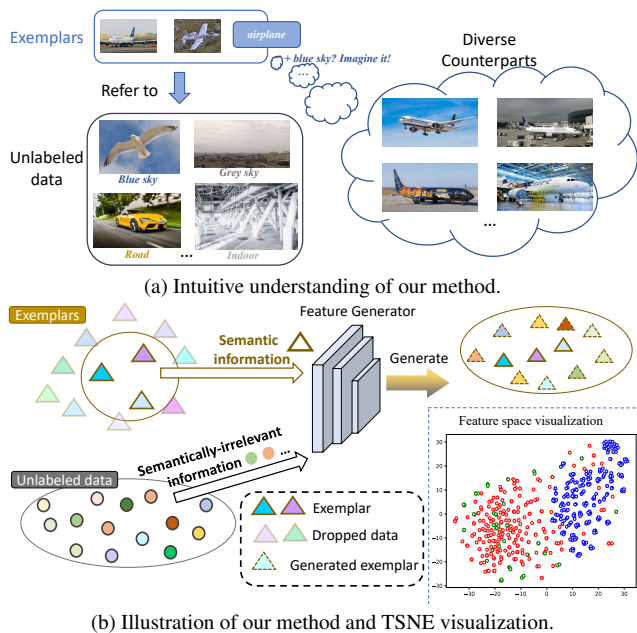 Exemplars
airplane
+ blue sky? Imagine it!
...
Diverse
Counterparts
Refer to
Unlabeled
data
Blue sky
Grey sky
Road
...
Indoor
...
(a) Intuitive understanding of our method.
Exemplars
Feature Generator
Semantic
information
Generate
Semantically-irrelevant
information
...
Unlabeled data
Exemplar
Dropped data
Generated exemplar
Feature space visualization
30
20
10
0
−10
−20
−30
−30
−20
−10
0
10
20
30
(b) Illustration of our method and TSNE visualization.